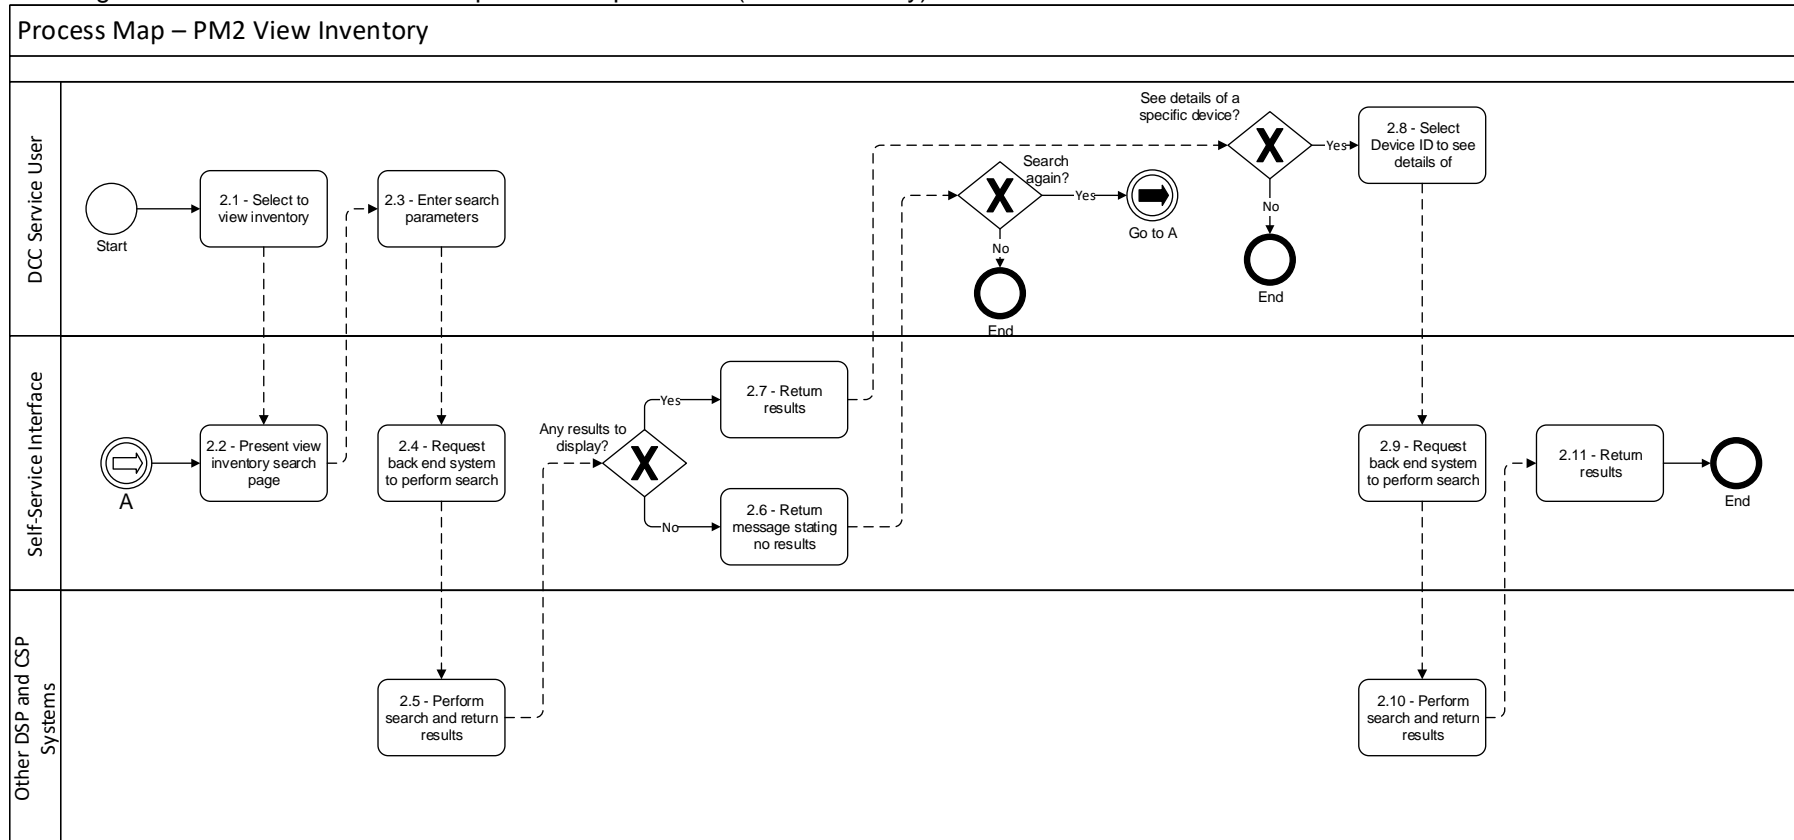 Process Map – PM2 View Inventory
DCC Service User
Start
2.1 - Select to
view inventory
2.3 - Enter search
parameters
Search
again?
Yes
Go to A
No
End
See details of a
specific device?
Yes
No
End
2.8 - Select
Device ID to see
details of
Self-Service Interface
A
2.2 - Present view
inventory search
page
2.4 - Request
back end system
to perform search
Any results to
display?
Yes
No
2.7 - Return
results
2.6 - Return
message stating
no results
2.9 - Request
back end system
to perform search
2.11 - Return
results
End
Other DSP and CSP
Systems
2.5 - Perform
search and return
results
2.10 - Perform
search and return
results